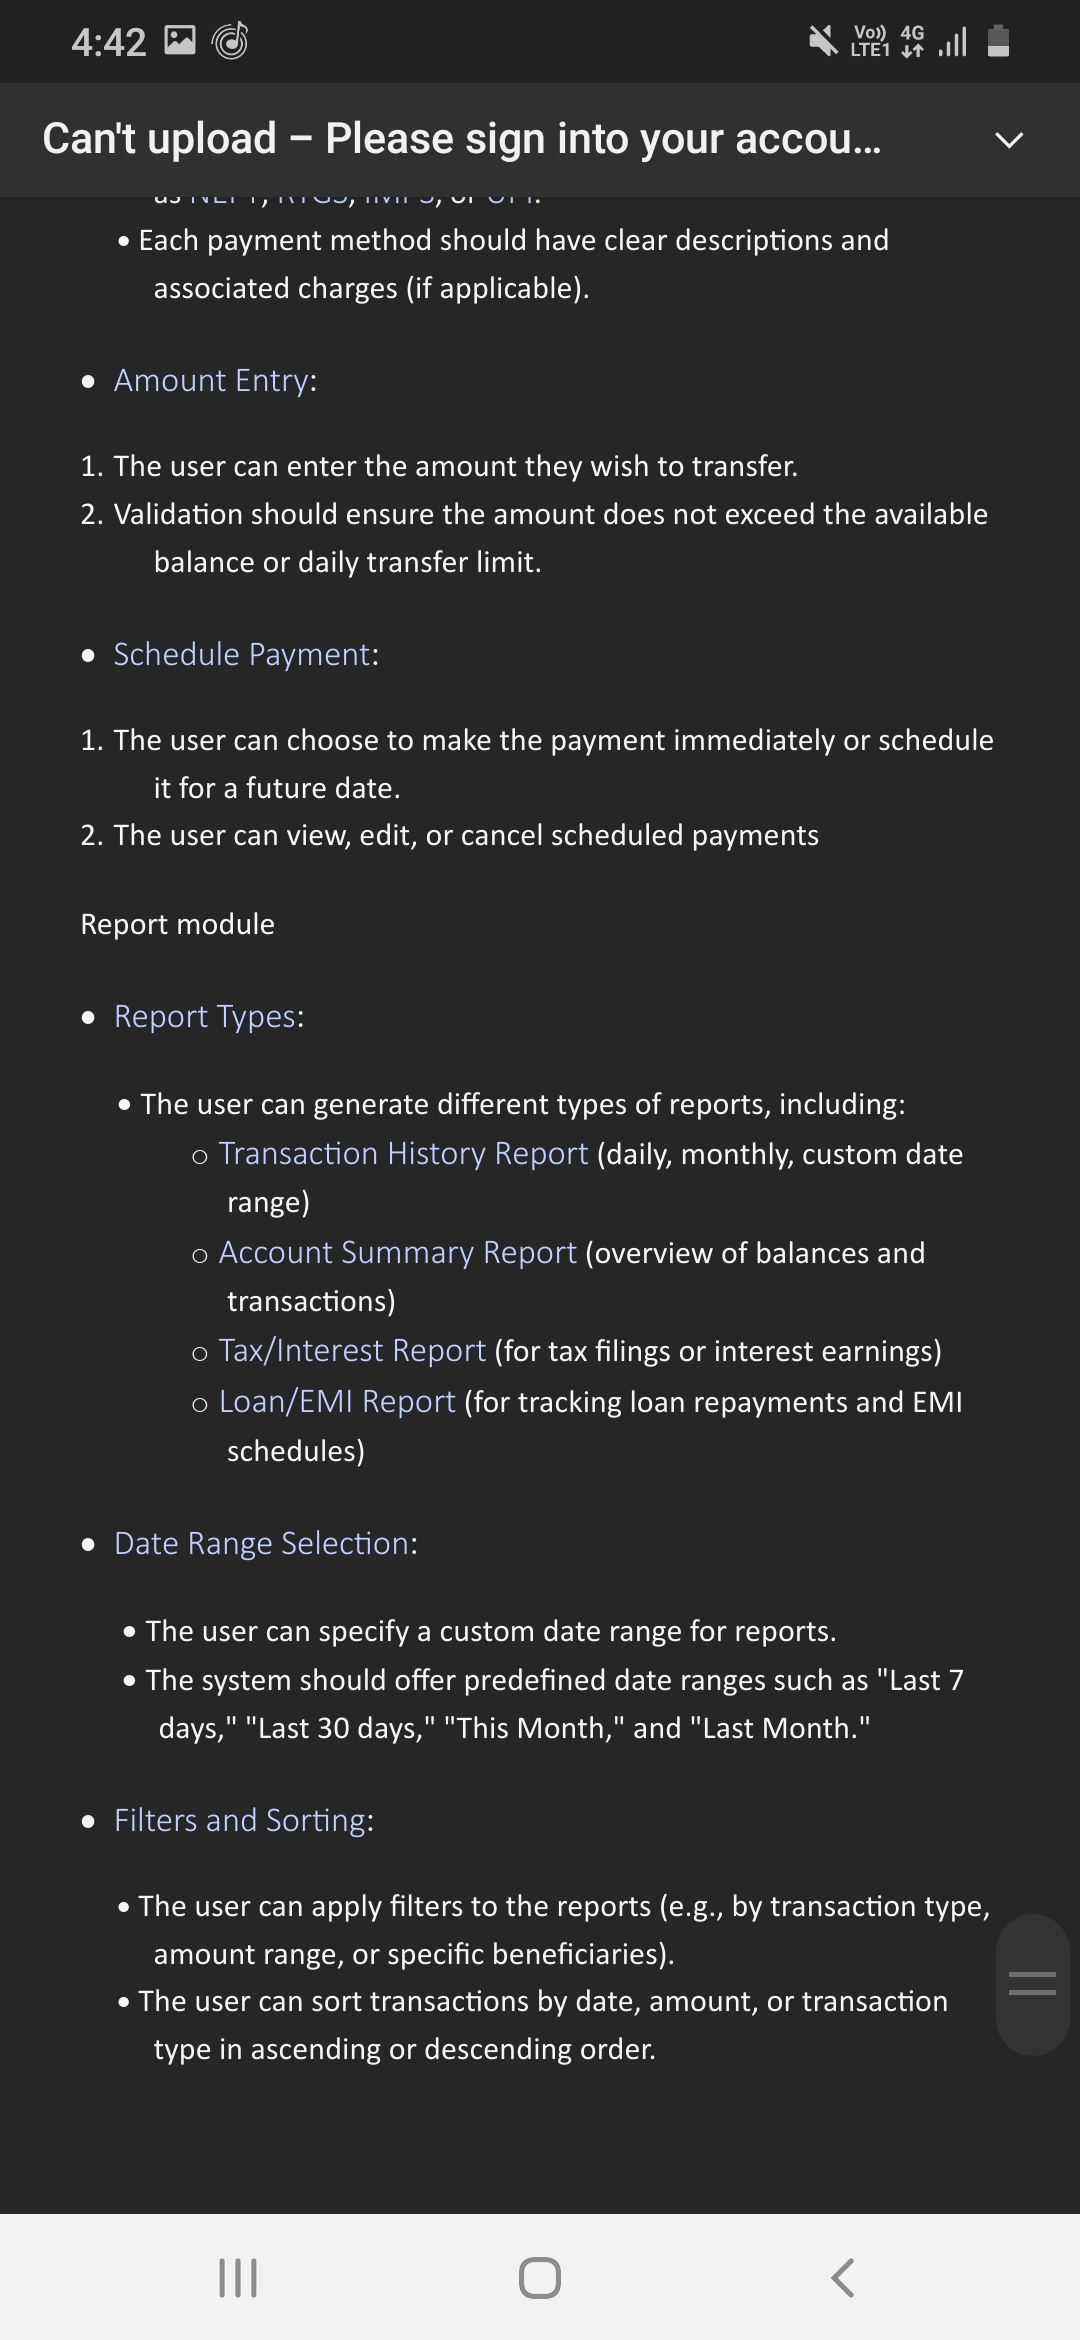 4:42
Vo)) 4G
LTE1
Can't upload – Please sign into your accou...
as NEFT, RTGS, IMPS, or UPI.
• Each payment method should have clear descriptions and
associated charges (if applicable).
• Amount Entry:
1. The user can enter the amount they wish to transfer.
2. Validation should ensure the amount does not exceed the available
balance or daily transfer limit.
• Schedule Payment:
1. The user can choose to make the payment immediately or schedule
it for a future date.
2. The user can view, edit, or cancel scheduled payments
Report module
• Report Types:
• The user can generate different types of reports, including:
○ Transaction History Report (daily, monthly, custom date
range)
○ Account Summary Report (overview of balances and
transactions)
○ Tax/Interest Report (for tax filings or interest earnings)
○ Loan/EMI Report (for tracking loan repayments and EMI
schedules)
• Date Range Selection:
• The user can specify a custom date range for reports.
• The system should offer predefined date ranges such as "Last 7
days," "Last 30 days," "This Month," and "Last Month."
• Filters and Sorting:
• The user can apply filters to the reports (e.g., by transaction type,
amount range, or specific beneficiaries).
• The user can sort transactions by date, amount, or transaction
type in ascending or descending order.